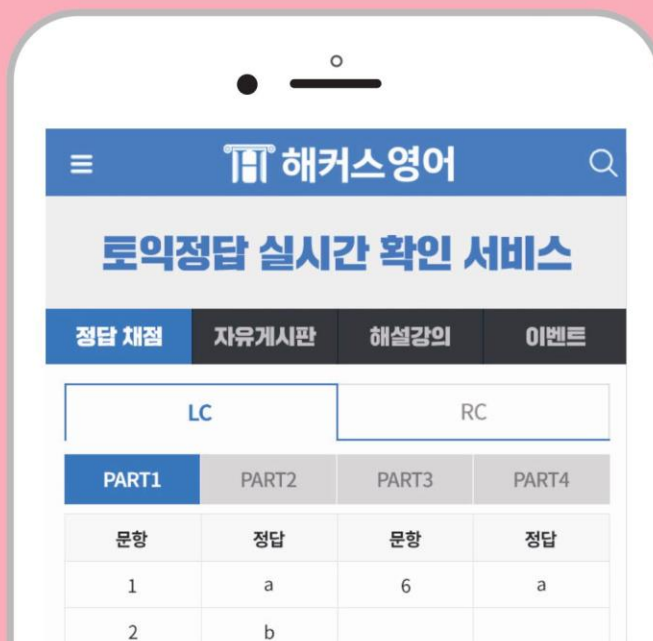 해커스영어
토익정답 실시간 확인 서비스
정답 채점 자유게시판 해설강의 이벤트
LC RC
PART1 PART2 PART3 PART4
문항 정답 문항 정답
1 a 6 a
2 b